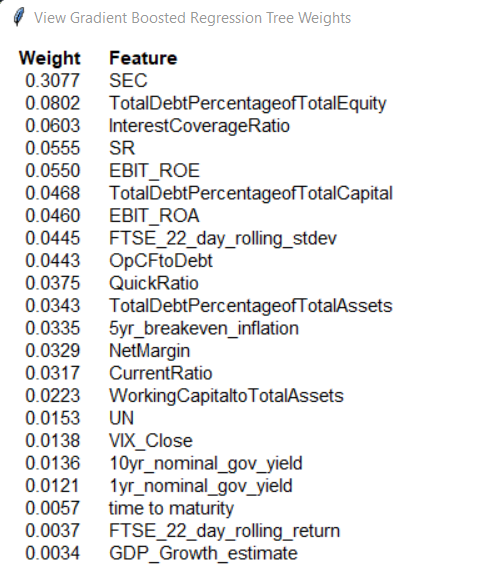 View Gradient Boosted Regression Tree Weights
Weight Feature
0.3077 SEC
0.0802 TotalDebtPercentageofTotalEquity
0.0603 InterestCoverageRatio
0.0555 SR
0.0550 EBIT_ROE
0.0468 TotalDebtPercentageofTotalCapital
0.0460 EBIT_ROA
0.0445 FTSE_22_day_rolling_stdev
0.0443 OpCFtoDebt
0.0375 QuickRatio
0.0343 TotalDebtPercentageofTotalAssets
0.0335 5yr_breakeven_inflation
0.0329 NetMargin
0.0317 CurrentRatio
0.0223 WorkingCapitaltoTotalAssets
0.0153 UN
0.0138 VIX_Close
0.0136 10yr_nominal_gov_yield
0.0121 1yr_nominal_gov_yield
0.0057 time to maturity
0.0037 FTSE_22_day_rolling_return
0.0034 GDP_Growth_estimate